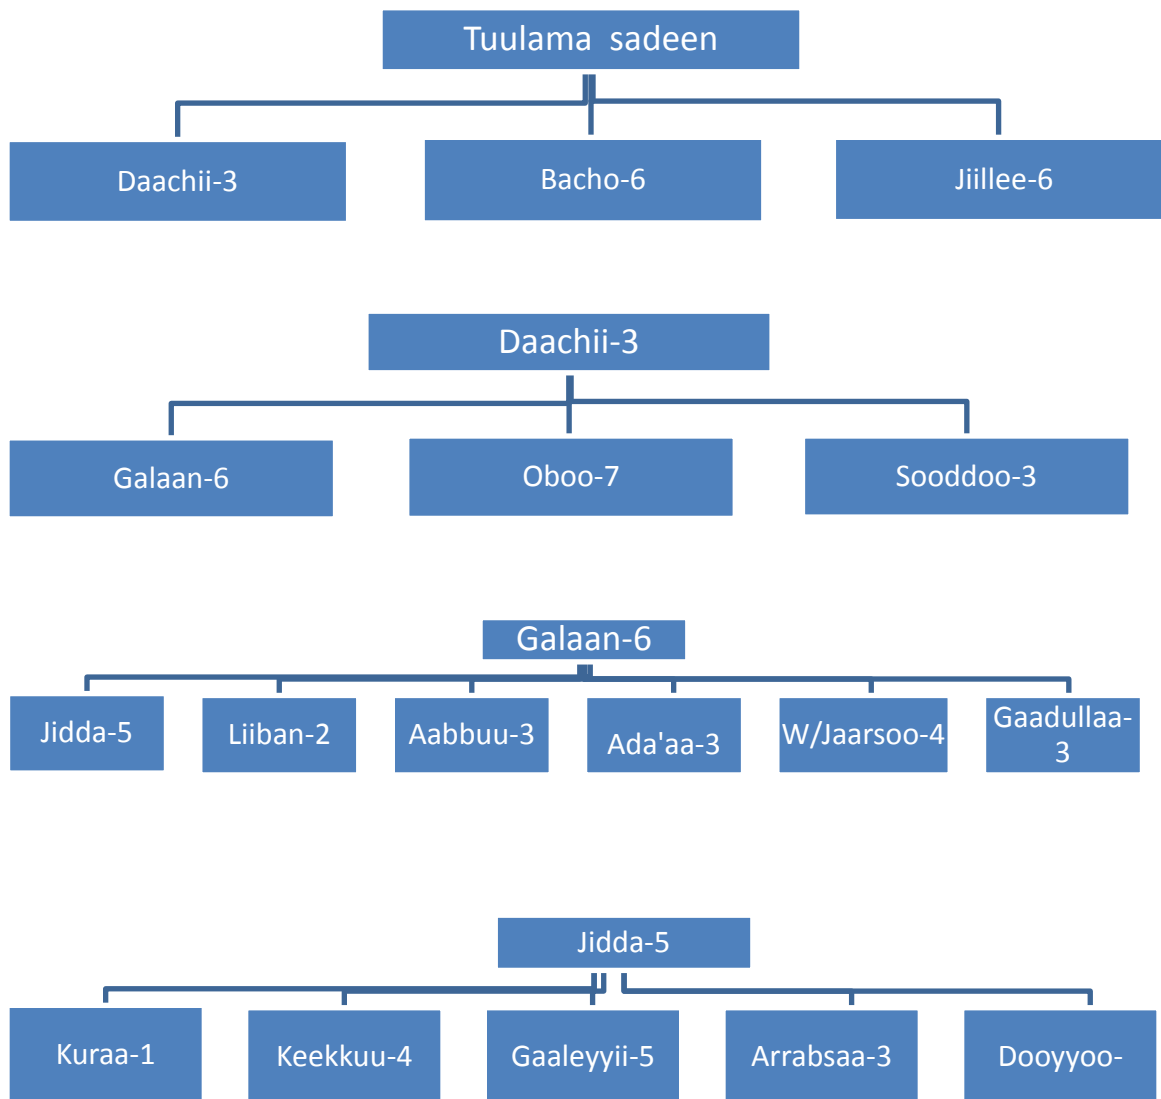 Tuulama sadeen
Daachii-3
Bacho-6
Jiillee-6
Daachii-3
Galaan-6
Oboo-7
Sooddoo-3
Galaan-6
Jidda-5
Liiban-2
Aabbuu-3
Ada'aa-3
W/Jaarsoo-4
Gaadullaa-
3
Jidda-5
Kuraa-1
Keekkuu-4
Gaaleyyii-5
Arrabsaa-3
Dooyyoo-